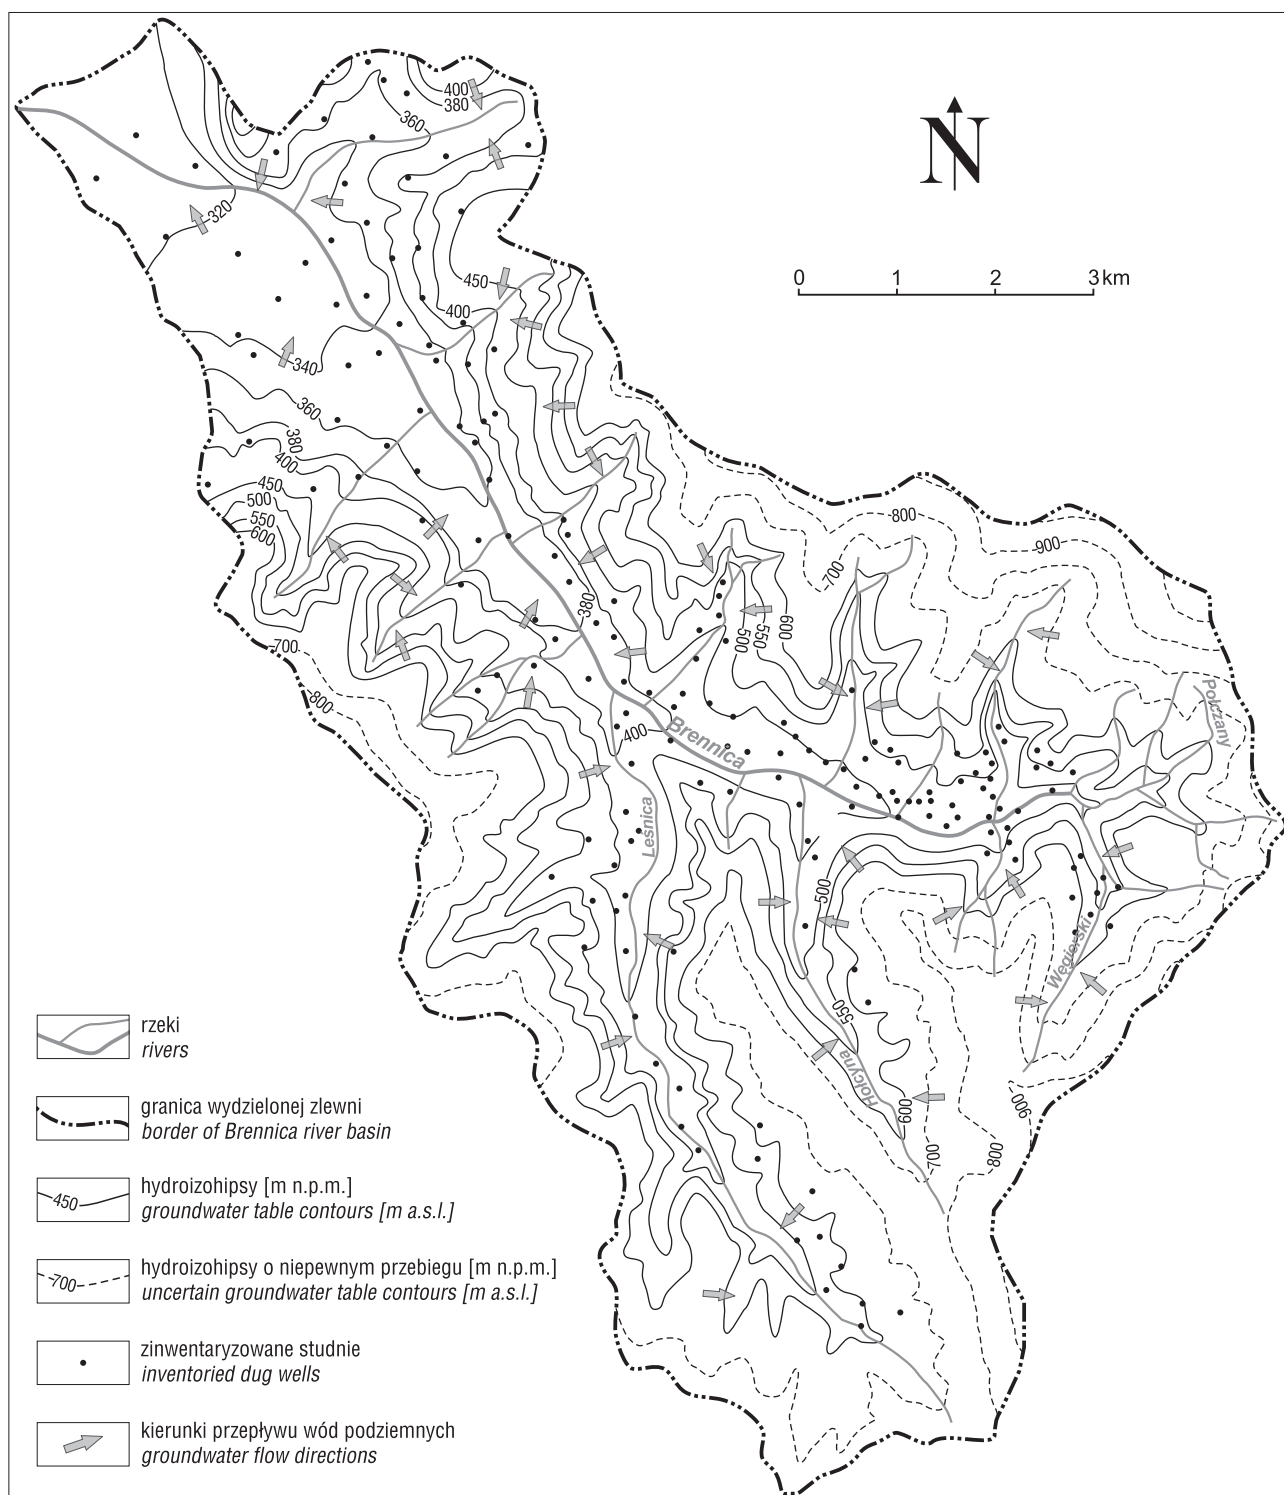 400
380
360
N
320
0 1 2 3 km
450
400
340
360
380
400
450
500
550
600
800
900
700
380
600
550
500
700
800
Połczany
Brennica
400
Leśnica
500
Węgierski
550
Hołcyna
600
900
700
800
rzeki
rivers
granica wydzielonej zlewni
border of Brennica river basin
450
hydroizohipsy [m n.p.m.]
groundwater table contours [m a.s.l.]
700
hydroizohipsy o niepewnym przebiegu [m n.p.m.]
uncertain groundwater table contours [m a.s.l.]
zinwentaryzowane studnie
inventoried dug wells
kierunki przepływu wód podziemnych
groundwater flow directions